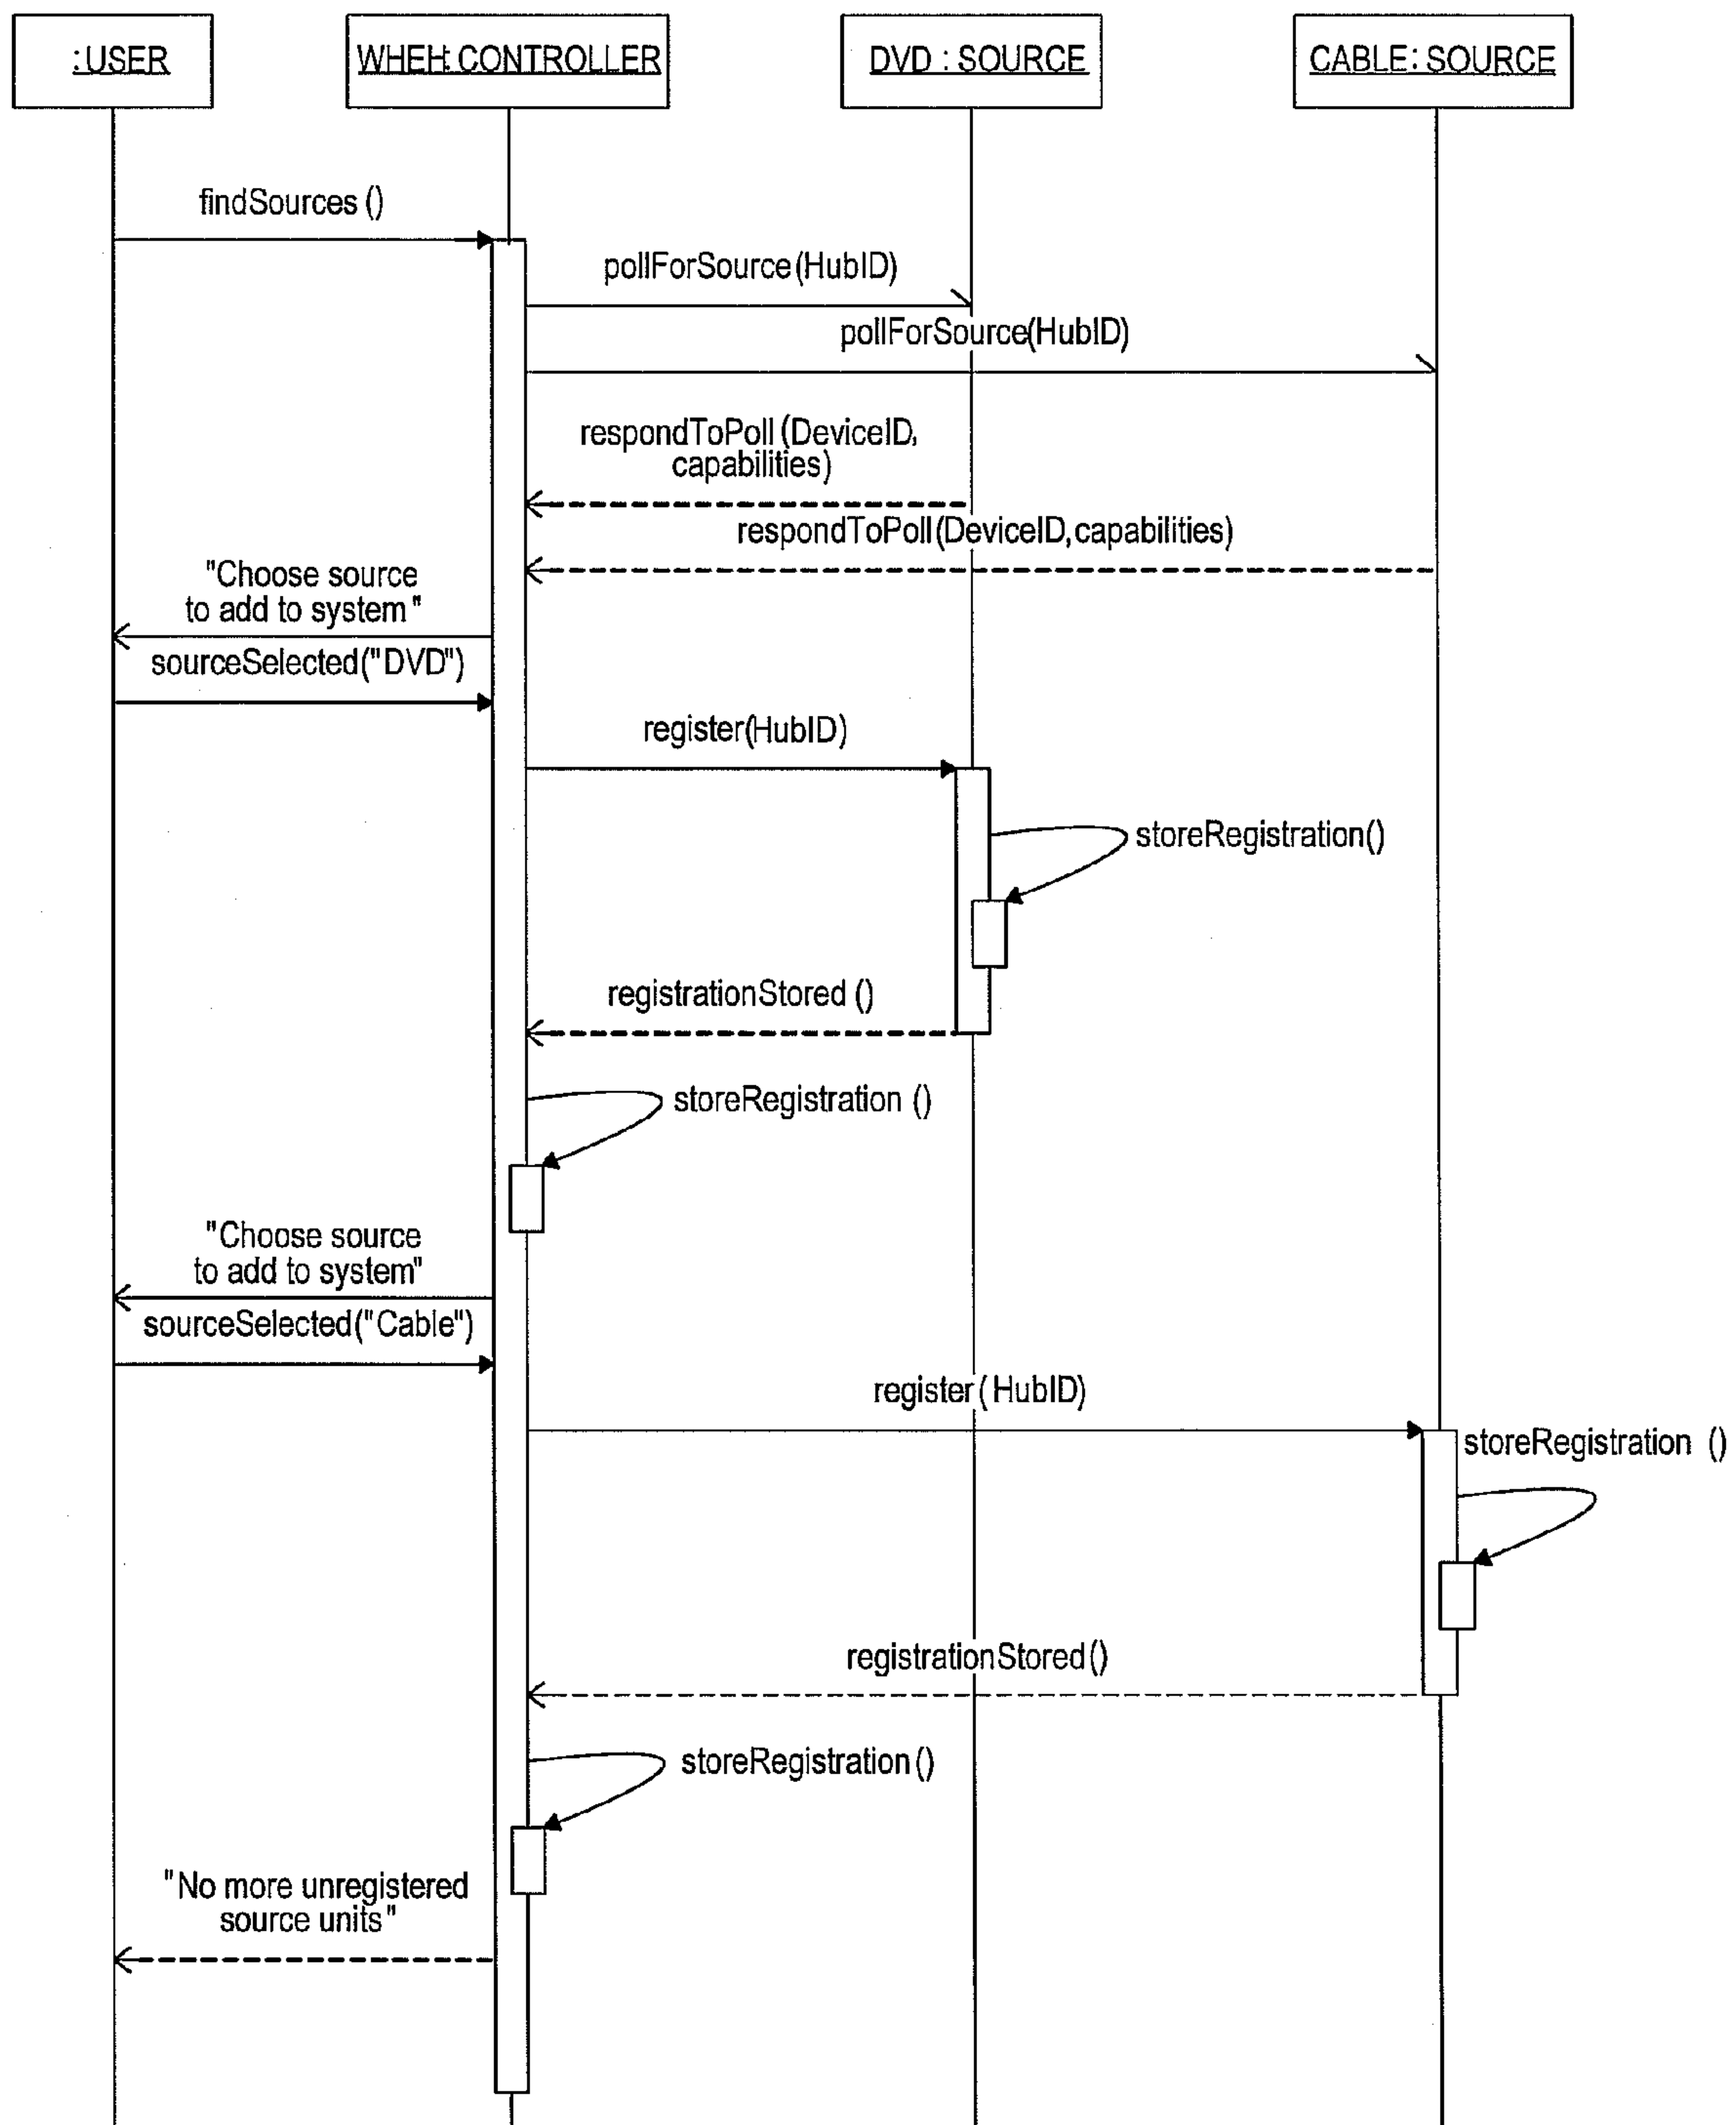 :USER
WHEH: CONTROLLER
DVD : SOURCE
CABLE: SOURCE
findSources ()
pollForSource (HubID)
pollForSource(HubID)
respondToPoll (DeviceID,
capabilities)
respondToPoll (DeviceID, capabilities)
"Choose source
to add to system "
sourceSelected ("DVD")
register(HubID)
storeRegistration()
registrationStored ()
storeRegistration ()
"Choose source
to add to system"
sourceSelected ("Cable")
register ( HubID)
storeRegistration ()
registrationStored ()
storeRegistration ()
"No more unregistered
source units"